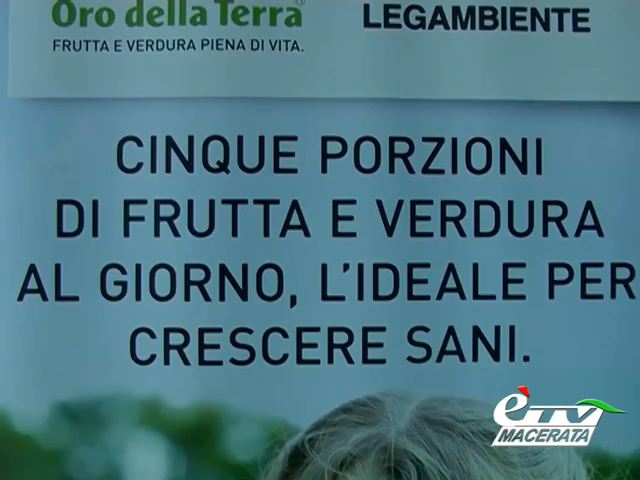 Oro della Terra® LEGAMBIENTE
FRUTTA E VERDURA PIENA DI VITA.
CINQUE PORZIONI
DI FRUTTA E VERDURA
AL GIORNO, L'IDEALE PER
CRESCERE SANI.
èTV
MACERATA